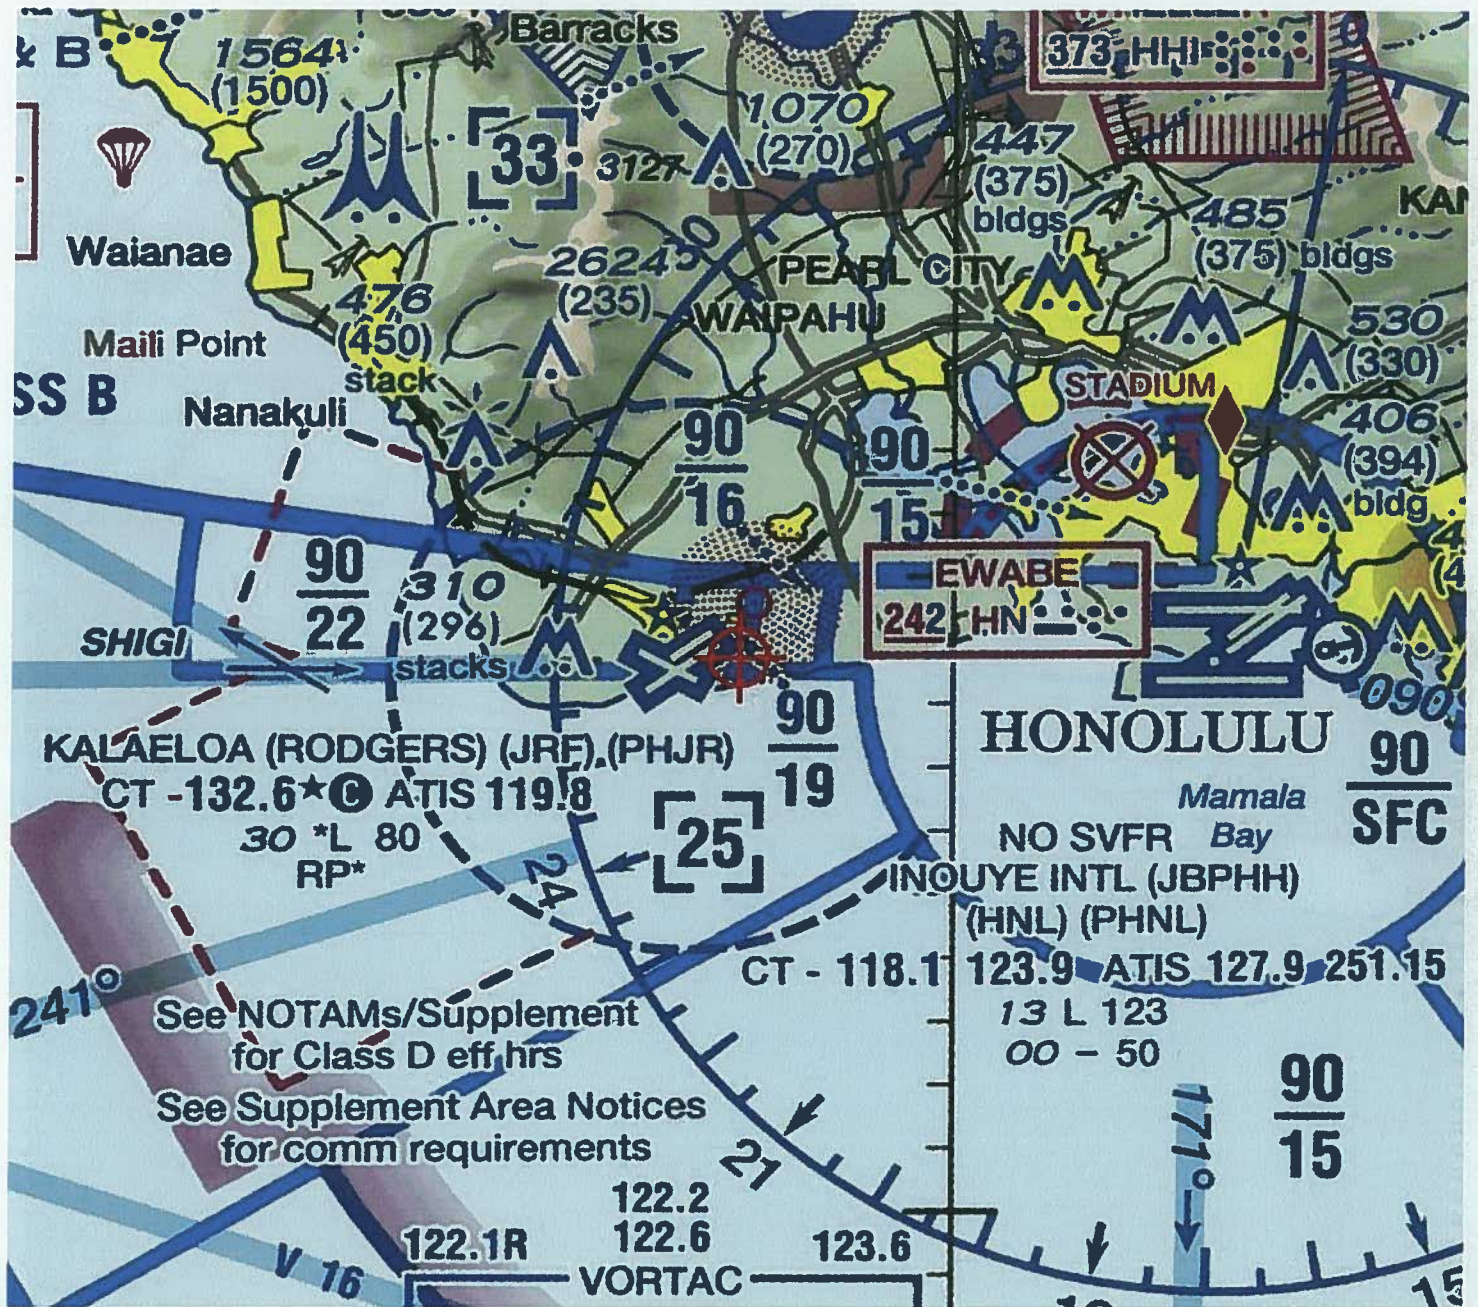 & B
1564
(1500)
Barracks
373 HHI
33
3127
1070
(270)
447
(375)
bldgs
485
(375) bldgs
KAN
Waianae
2624
(235)
30
PEARL CITY
WAIPAHU
476
(450)
stack
Maili Point
530
(330)
SS B
Nanakuli
STADIUM
406
(394)
bldg
90
16
90
15
EWABE
242 HN
90
22
310
(296)
stacks
SHIGI
90
19
090
HONOLULU
90
SFC
KALAELOA (RODGERS) (JRF) (PHJR)
CT - 132.6 ★ C ATIS 119.8
30 *L 80
RP*
25
24
Mamala
Bay
NO SVFR
INOUYE INTL (JBPHH)
(HNL) (PHNL)
CT - 118.1 123.9 ATIS 127.9 251.15
13 L 123
00 - 50
241°
See NOTAMs/Supplement
for Class D eff hrs
See Supplement Area Notices
for comm requirements
21
171°
90
15
122.2
122.1R 122.6 123.6
VORTAC
V 16
15